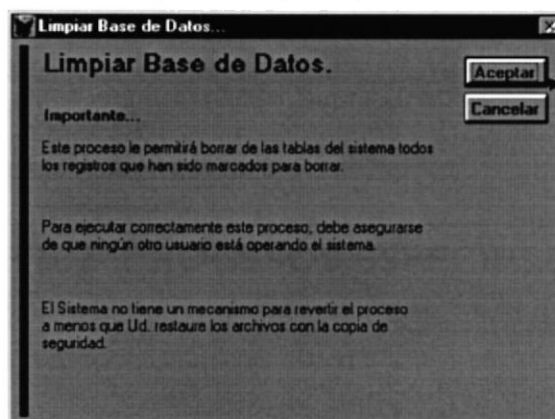 Limpiar Base de Datos...
Limpiar Base de Datos.
Aceptar
Cancelar
Importante...
Este proceso le permitirá borrar de las tablas del sistema todos
los registros que han sido marcados para borrar.
Para ejecutar correctamente este proceso, debe asegurarse
de que ningún otro usuario está operando el sistema.
El Sistema no tiene un mecanismo para revertir el proceso
a menos que Ud. restaure los archivos con la copia de
seguridad.